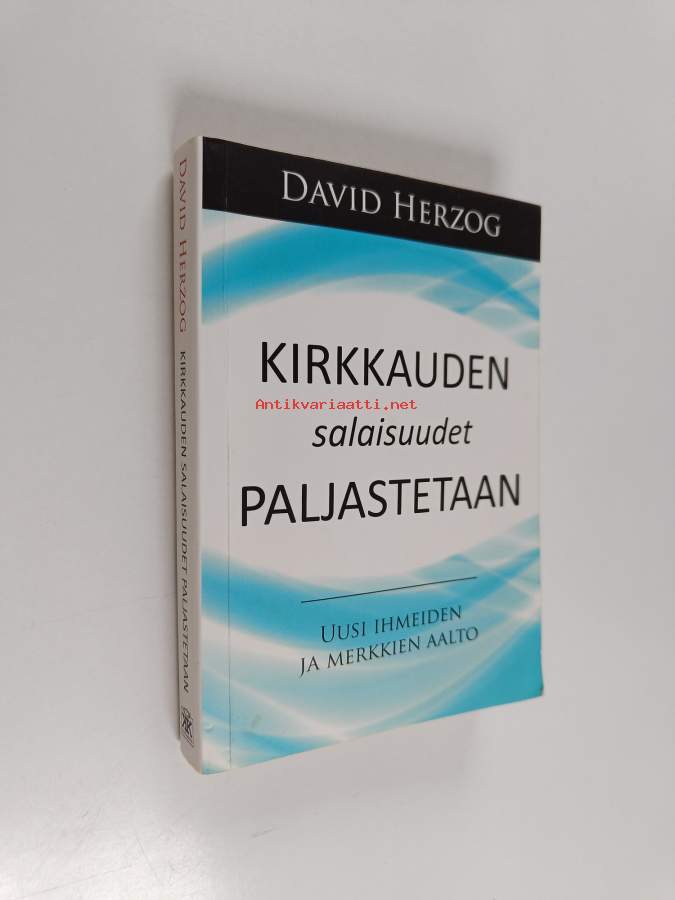 DAVID HERZOG
KIRKKAUDEN
Antikvariaatti.net
salaisuudet
PALJASTETAAN
UUSI IHMEIDEN
JA MERKKIEN AALTO
DAVID HERZOG KIRKKAUDEN SALAISUUDET PALJASTETAAN